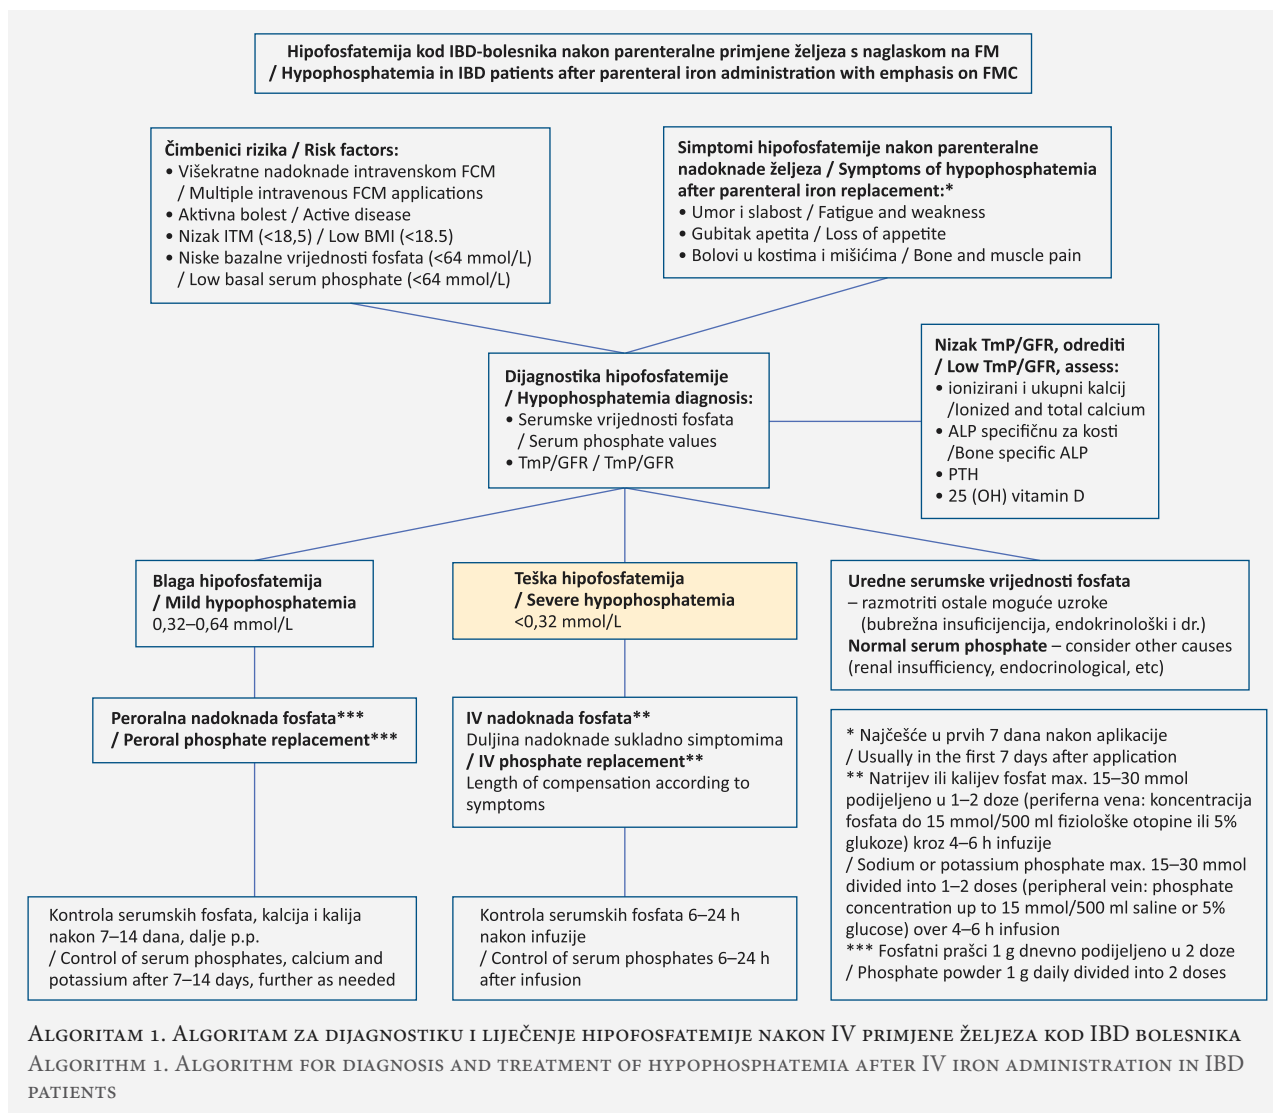 Hipofosfatemija kod IBD-bolesnika nakon parenteralne primjene željeza s naglaskom na FM
/ Hypophosphatemia in IBD patients after parenteral iron administration with emphasis on FMC
Čimbenici rizika / Risk factors:
• Višekratne nadoknade intravenskom FCM
/ Multiple intravenous FCM applications
• Aktivna bolest / Active disease
• Nizak ITM (<18,5) / Low BMI (<18.5)
• Niske bazalne vrijednosti fosfata (<64 mmol/L)
/ Low basal serum phosphate (<64 mmol/L)
Simptomi hipofosfatemije nakon parenteralne
nadoknade željeza / Symptoms of hypophosphatemia
after parenteral iron replacement:*
• Umor i slabost / Fatigue and weakness
• Gubitak apetita / Loss of appetite
• Bolovi u kostima i mišićima / Bone and muscle pain
Dijagnostika hipofosfatemije
/ Hypophosphatemia diagnosis:
• Serumske vrijednosti fosfata
/ Serum phosphate values
• TmP/GFR / TmP/GFR
Nizak TmP/GFR, odrediti
/ Low TmP/GFR, assess:
• ionizirani i ukupni kalcij
/Ionized and total calcium
• ALP specifičnu za kosti
/Bone specific ALP
• PTH
• 25 (OH) vitamin D
Blaga hipofosfatemija
/ Mild hypophosphatemia
0,32–0,64 mmol/L
Teška hipofosfatemija
/ Severe hypophosphatemia
<0,32 mmol/L
Uredne serumske vrijednosti fosfata
– razmotriti ostale moguće uzroke
(bubrežna insuficijencija, endokrinološki i dr.)
Normal serum phosphate – consider other causes
(renal insufficiency, endocrinological, etc)
Peroralna nadoknada fosfata***
/ Peroral phosphate replacement***
IV nadoknada fosfata**
Duljina nadoknade sukladno simptomima
/ IV phosphate replacement**
Length of compensation according to
symptoms
Kontrola serumskih fosfata, kalcija i kalija
nakon 7–14 dana, dalje p.p.
/ Control of serum phosphates, calcium and
potassium after 7–14 days, further as needed
Kontrola serumskih fosfata 6–24 h
nakon infuzije
/ Control of serum phosphates 6–24 h
after infusion
* Najčešće u prvih 7 dana nakon aplikacije
/ Usually in the first 7 days after application
** Natrijev ili kalijev fosfat max. 15–30 mmol
podijeljeno u 1–2 doze (periferna vena: koncentracija
fosfata do 15 mmol/500 ml fiziološke otopine ili 5%
glukoze) kroz 4–6 h infuzije
/ Sodium or potassium phosphate max. 15–30 mmol
divided into 1–2 doses (peripheral vein: phosphate
concentration up to 15 mmol/500 ml saline or 5%
glucose) over 4–6 h infusion
*** Fosfatni prašci 1 g dnevno podijeljeno u 2 doze
/ Phosphate powder 1 g daily divided into 2 doses
Algoritam 1. Algoritam za dijagnostiku i liječenje hipofosfatemije nakon IV primjene željeza kod IBD bolesnika
Algorithm 1. Algorithm for diagnosis and treatment of hypophosphatemia after IV iron administration in IBD
patients